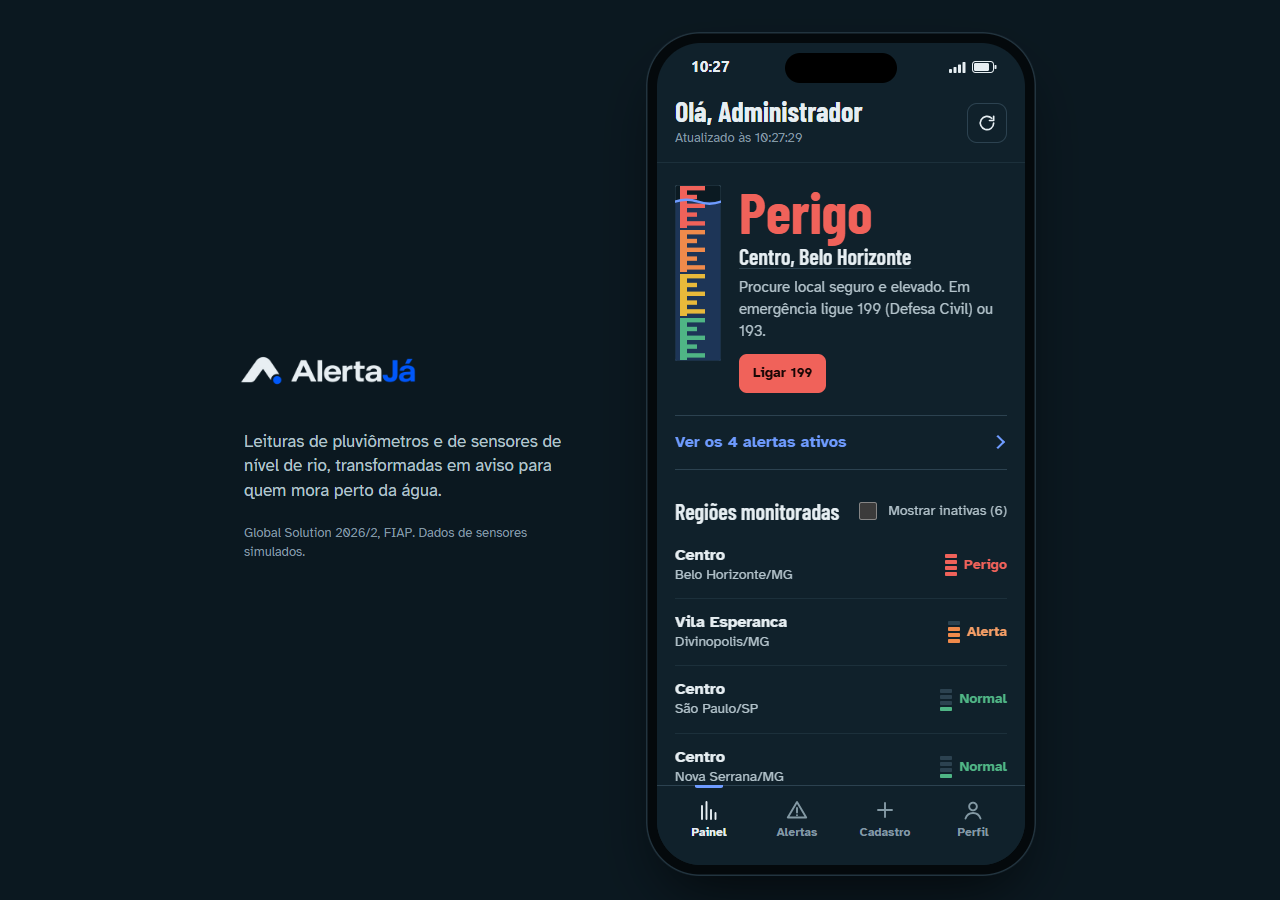 AlertaJá
Leituras de pluviômetros e de sensores de
nível de rio, transformadas em aviso para
quem mora perto da água.
Global Solution 2026/2, FIAP. Dados de sensores
simulados.
10:27
Olá, Administrador
Atualizado às 10:27:29
Perigo
Centro, Belo Horizonte
Procure local seguro e elevado. Em
emergência ligue 199 (Defesa Civil) ou
193.
Ligar 199
Ver os 4 alertas ativos
Regiões monitoradas
Mostrar inativas (6)
Centro
Belo Horizonte/MG
Perigo
Vila Esperanca
Divinopolis/MG
Alerta
Centro
São Paulo/SP
Normal
Centro
Nova Serrana/MG
Normal
Painel
Alertas
Cadastro
Perfil